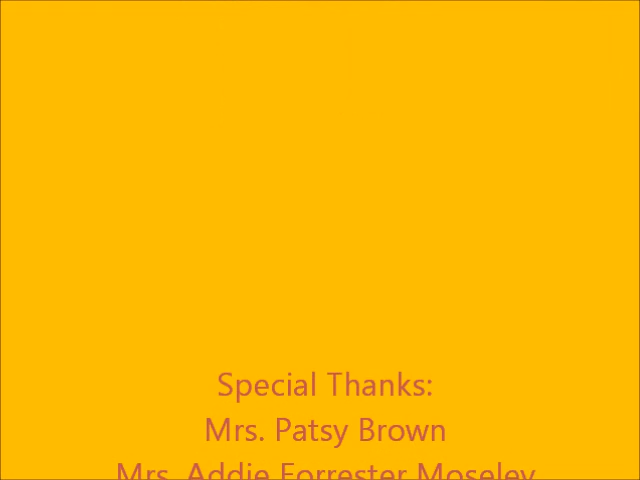 Special Thanks:
Mrs. Patsy Brown
Mrs. Addie Forrester Moseley